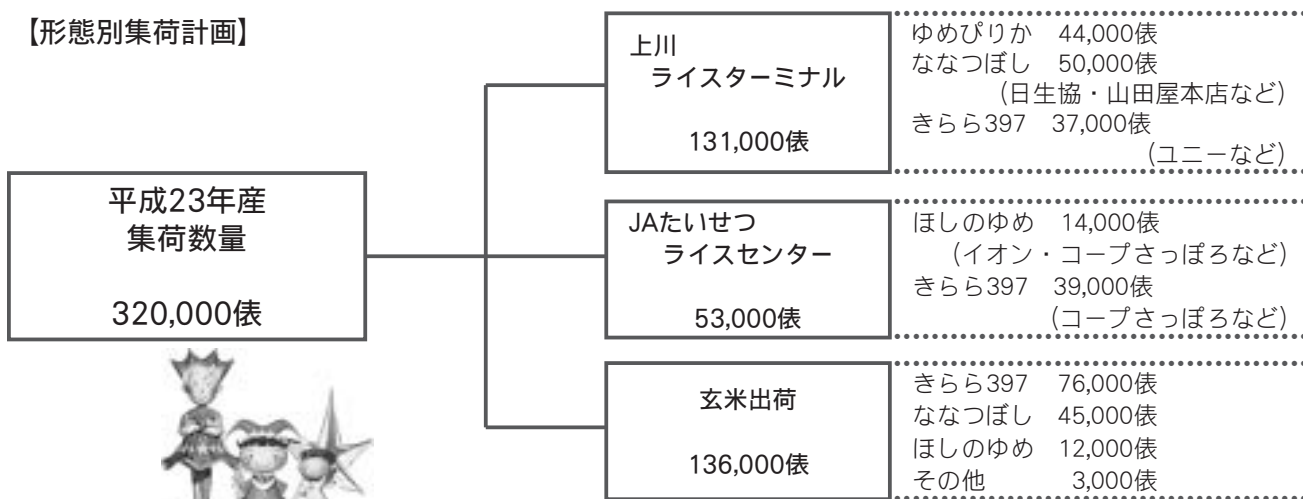 【形態別集荷計画】
平成23年産
集荷数量
320,000俵
上川
ライスターミナル
131,000俵
ゆめぴりか 44,000俵
ななつぼし 50,000俵
(日生協・山田屋本店など)
きらら397 37,000俵
(ユニーなど)
JAたいせつ
ライスセンター
53,000俵
ほしのゆめ 14,000俵
(イオン・コープさっぽろなど)
きらら397 39,000俵
(コープさっぽろなど)
玄米出荷
136,000俵
きらら397 76,000俵
ななつぼし 45,000俵
ほしのゆめ 12,000俵
その他 3,000俵